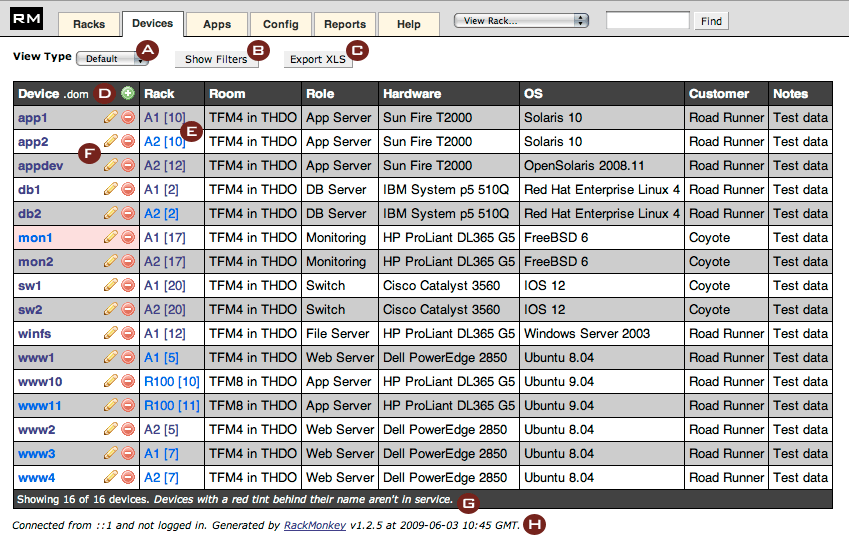 RM Racks Devices Apps Config Reports Help View Rack... Find
View Type Default A Show Filters B Export XLS C
Device .dom D Rack Room Role Hardware OS Customer Notes
app1 A1 [10] TFM4 in THDO App Server Sun Fire T2000 Solaris 10 Road Runner Test data
E
app2 A2 [10] TFM4 in THDO App Server Sun Fire T2000 Solaris 10 Road Runner Test data
F
appdev A2 [12] TFM4 in THDO App Server Sun Fire T2000 OpenSolaris 2008.11 Road Runner Test data
db1 A1 [2] TFM4 in THDO DB Server IBM System p5 510Q Red Hat Enterprise Linux 4 Road Runner Test data
db2 A2 [2] TFM4 in THDO DB Server IBM System p5 510Q Red Hat Enterprise Linux 4 Road Runner Test data
mon1 A1 [17] TFM4 in THDO Monitoring HP ProLiant DL365 G5 FreeBSD 6 Coyote Test data
mon2 A2 [17] TFM4 in THDO Monitoring HP ProLiant DL365 G5 FreeBSD 6 Coyote Test data
sw1 A1 [20] TFM4 in THDO Switch Cisco Catalyst 3560 IOS 12 Coyote Test data
sw2 A2 [20] TFM4 in THDO Switch Cisco Catalyst 3560 IOS 12 Coyote Test data
winfs A1 [12] TFM4 in THDO File Server HP ProLiant DL365 G5 Windows Server 2003 Road Runner Test data
www1 A1 [5] TFM4 in THDO Web Server Dell PowerEdge 2850 Ubuntu 8.04 Road Runner Test data
www10 R100 [10] TFM8 in THDO App Server HP ProLiant DL365 G5 Ubuntu 9.04 Road Runner Test data
www11 R100 [11] TFM8 in THDO App Server HP ProLiant DL365 G5 Ubuntu 9.04 Road Runner Test data
www2 A2 [5] TFM4 in THDO Web Server Dell PowerEdge 2850 Ubuntu 8.04 Road Runner Test data
www3 A1 [7] TFM4 in THDO Web Server Dell PowerEdge 2850 Ubuntu 8.04 Road Runner Test data
www4 A2 [7] TFM4 in THDO Web Server Dell PowerEdge 2850 Ubuntu 8.04 Road Runner Test data
Showing 16 of 16 devices. Devices with a red tint behind their name aren't in service. G
Connected from ::1 and not logged in. Generated by RackMonkey v1.2.5 at 2009-06-03 10:45 GMT. H